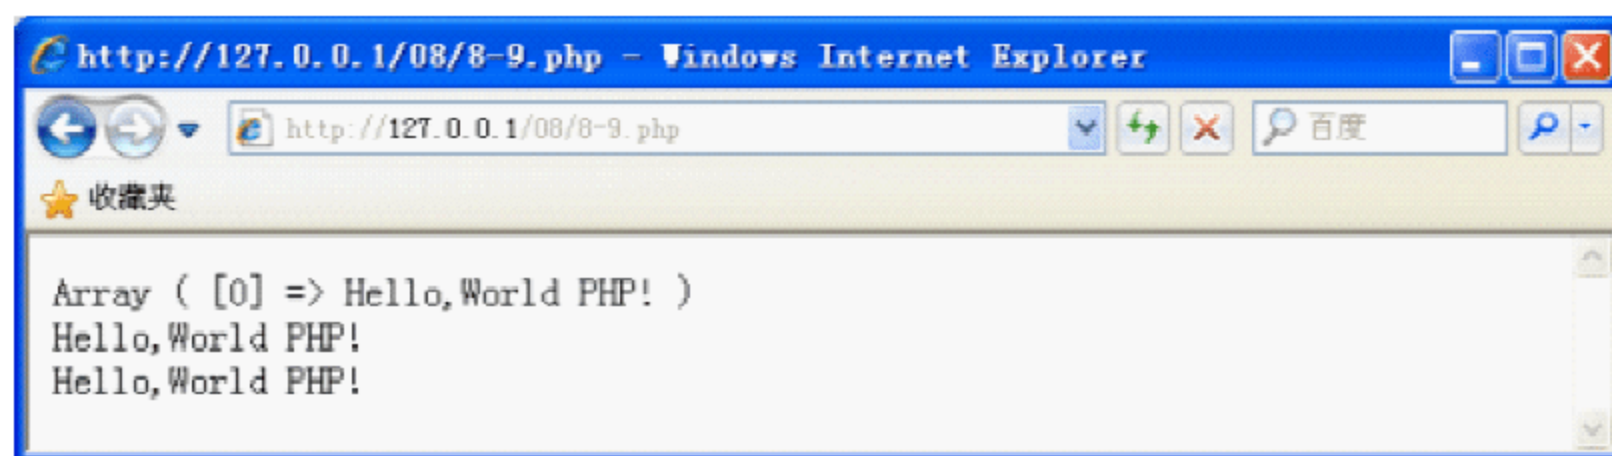 http://127.0.0.1/08/8-9.php - Windows Internet Explorer
http://127.0.0.1/08/8-9.php 百度
收藏夹
Array ( [0] => Hello,World PHP! )
Hello,World PHP!
Hello,World PHP!